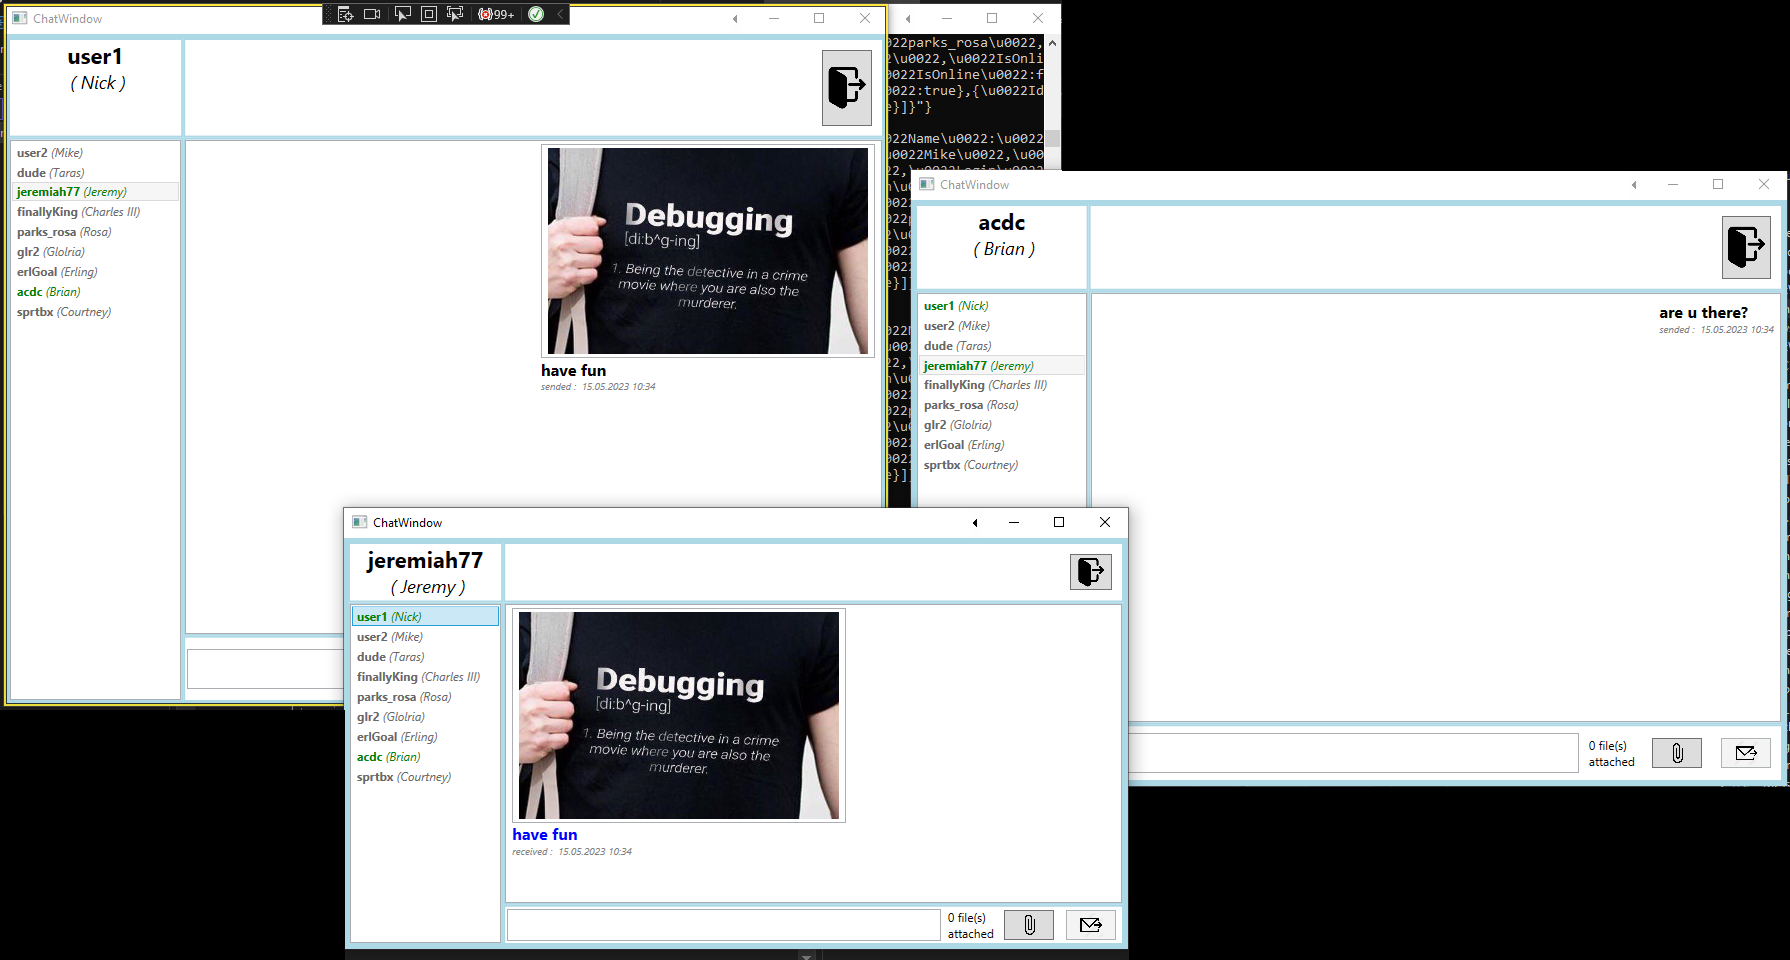 ChatWindow
99+
user1
( Nick )
user2 (Mike)
dude (Taras)
jeremiah77 (Jeremy)
finallyKing (Charles III)
parks_rosa (Rosa)
glr2 (Glolria)
erlGoal (Erling)
acdc (Brian)
sprtbx (Courtney)
Debugging
[di:b^g-ing]
1. Being the detective in a crime
movie where you are also the
murderer.
have fun
sended : 15.05.2023 10:34
022parks_rosa\u0022,
2\u0022,\u0022IsOnli
0022IsOnline\u0022:f
0022:true},{\u0022Id
e}]}"}
0022Name\u0022:\u0022
u0022Mike\u0022,\u00
ChatWindow
acdc
( Brian )
user1 (Nick)
user2 (Mike)
dude (Taras)
jeremiah77 (Jeremy)
finallyKing (Charles III)
parks_rosa (Rosa)
glr2 (Glolria)
erlGoal (Erling)
sprtbx (Courtney)
are u there?
sended : 15.05.2023 10:34
0 file(s)
attached
ChatWindow
jeremiah77
( Jeremy )
user1 (Nick)
user2 (Mike)
dude (Taras)
finallyKing (Charles III)
parks_rosa (Rosa)
glr2 (Glolria)
erlGoal (Erling)
acdc (Brian)
sprtbx (Courtney)
Debugging
[di:b^g-ing]
1. Being the detective in a crime
movie where you are also the
murderer.
have fun
received : 15.05.2023 10:34
0 file(s)
attached